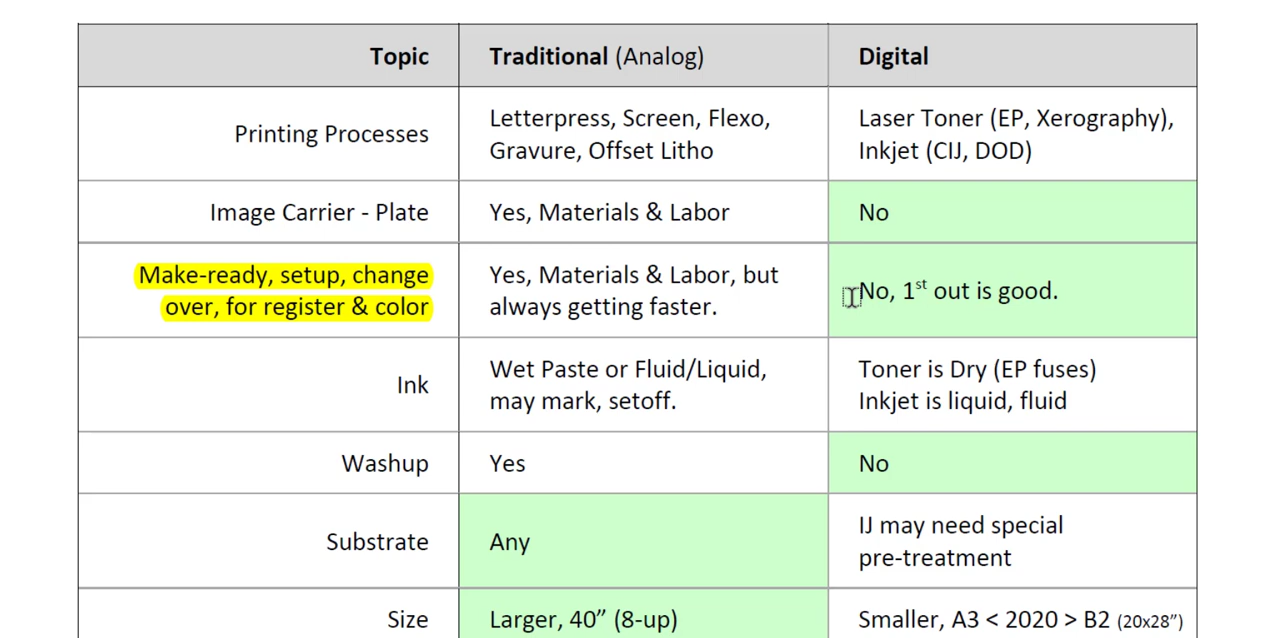 Topic
Traditional (Analog)
Digital
Printing Processes
Letterpress, Screen, Flexo,
Gravure, Offset Litho
Laser Toner (EP, Xerography),
Inkjet (CIJ, DOD)
Image Carrier - Plate
Yes, Materials & Labor
No
Make-ready, setup, change
over, for register & color
Yes, Materials & Labor, but
always getting faster.
No, 1st out is good.
Ink
Wet Paste or Fluid/Liquid,
may mark, setoff.
Toner is Dry (EP fuses)
Inkjet is liquid, fluid
Washup
Yes
No
Substrate
Any
IJ may need special
pre-treatment
Size
Larger, 40” (8-up)
Smaller, A3 < 2020 > B2 (20x28”)